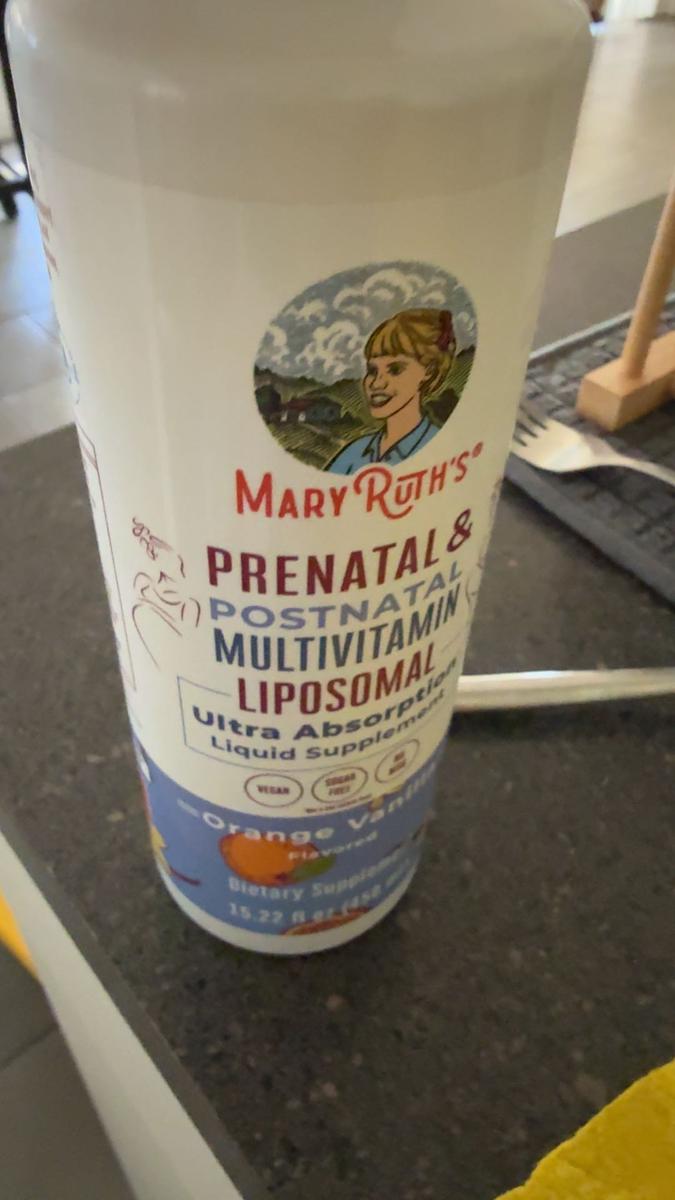 MARY RUTH'S®
PRENATAL &
POSTNATAL
MULTIVITAMIN
LIPOSOMAL
Ultra Absorption
Liquid Supplement
VEGAN
SUGAR FREE
Orange Vanilla
Flavored
Dietary Supplement
15.22 fl oz (450